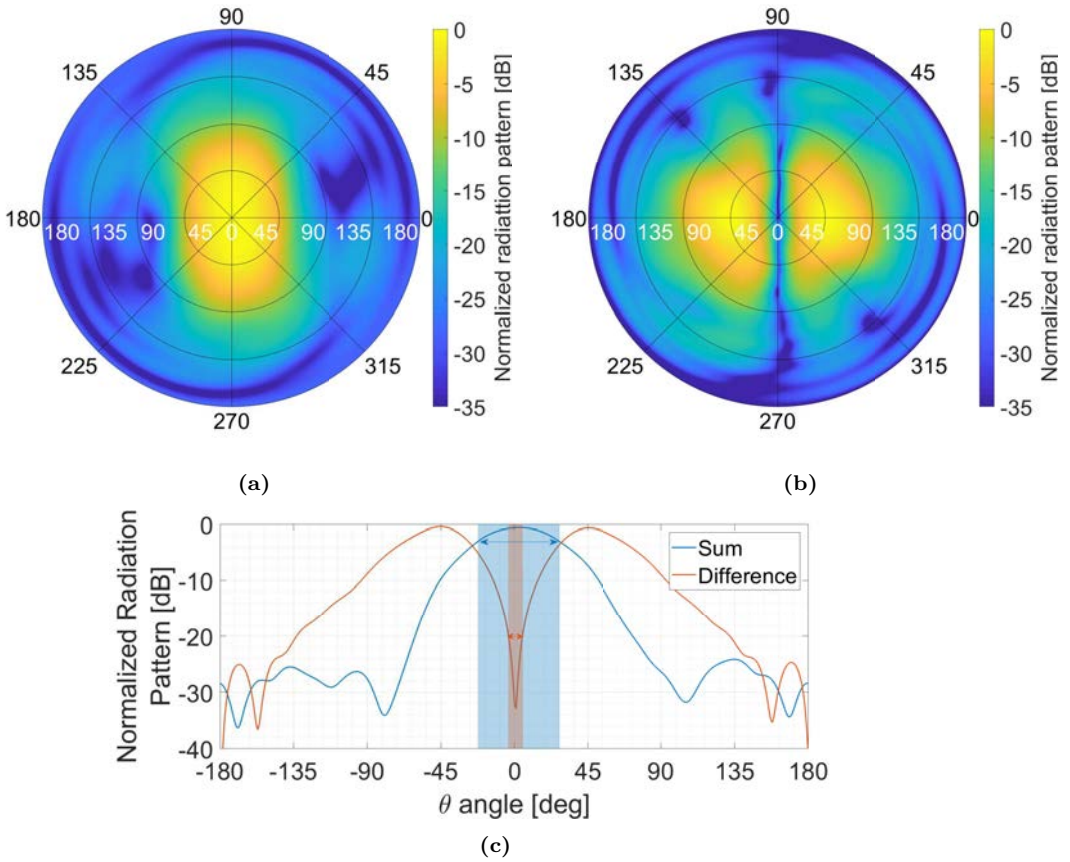 90
135
45
180
180 135 90 45 0 45 90 135 180
0
225
315
270
0
-5
-10
-15
-20
-25
-30
-35
Normalized radiation pattern [dB]
(a)
90
135
45
180
180 135 90 45 0 45 90 135 180
0
225
315
270
0
-5
-10
-15
-20
-25
-30
-35
Normalized radiation pattern [dB]
(b)
Normalized Radiation
Pattern [dB]
0
-10
-20
-30
-40
Sum
Difference
-180 -135 -90 -45 0 45 90 135 180
θ angle [deg]
(c)